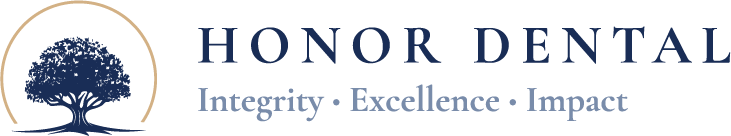 HONOR DENTAL
Integrity • Excellence • Impact